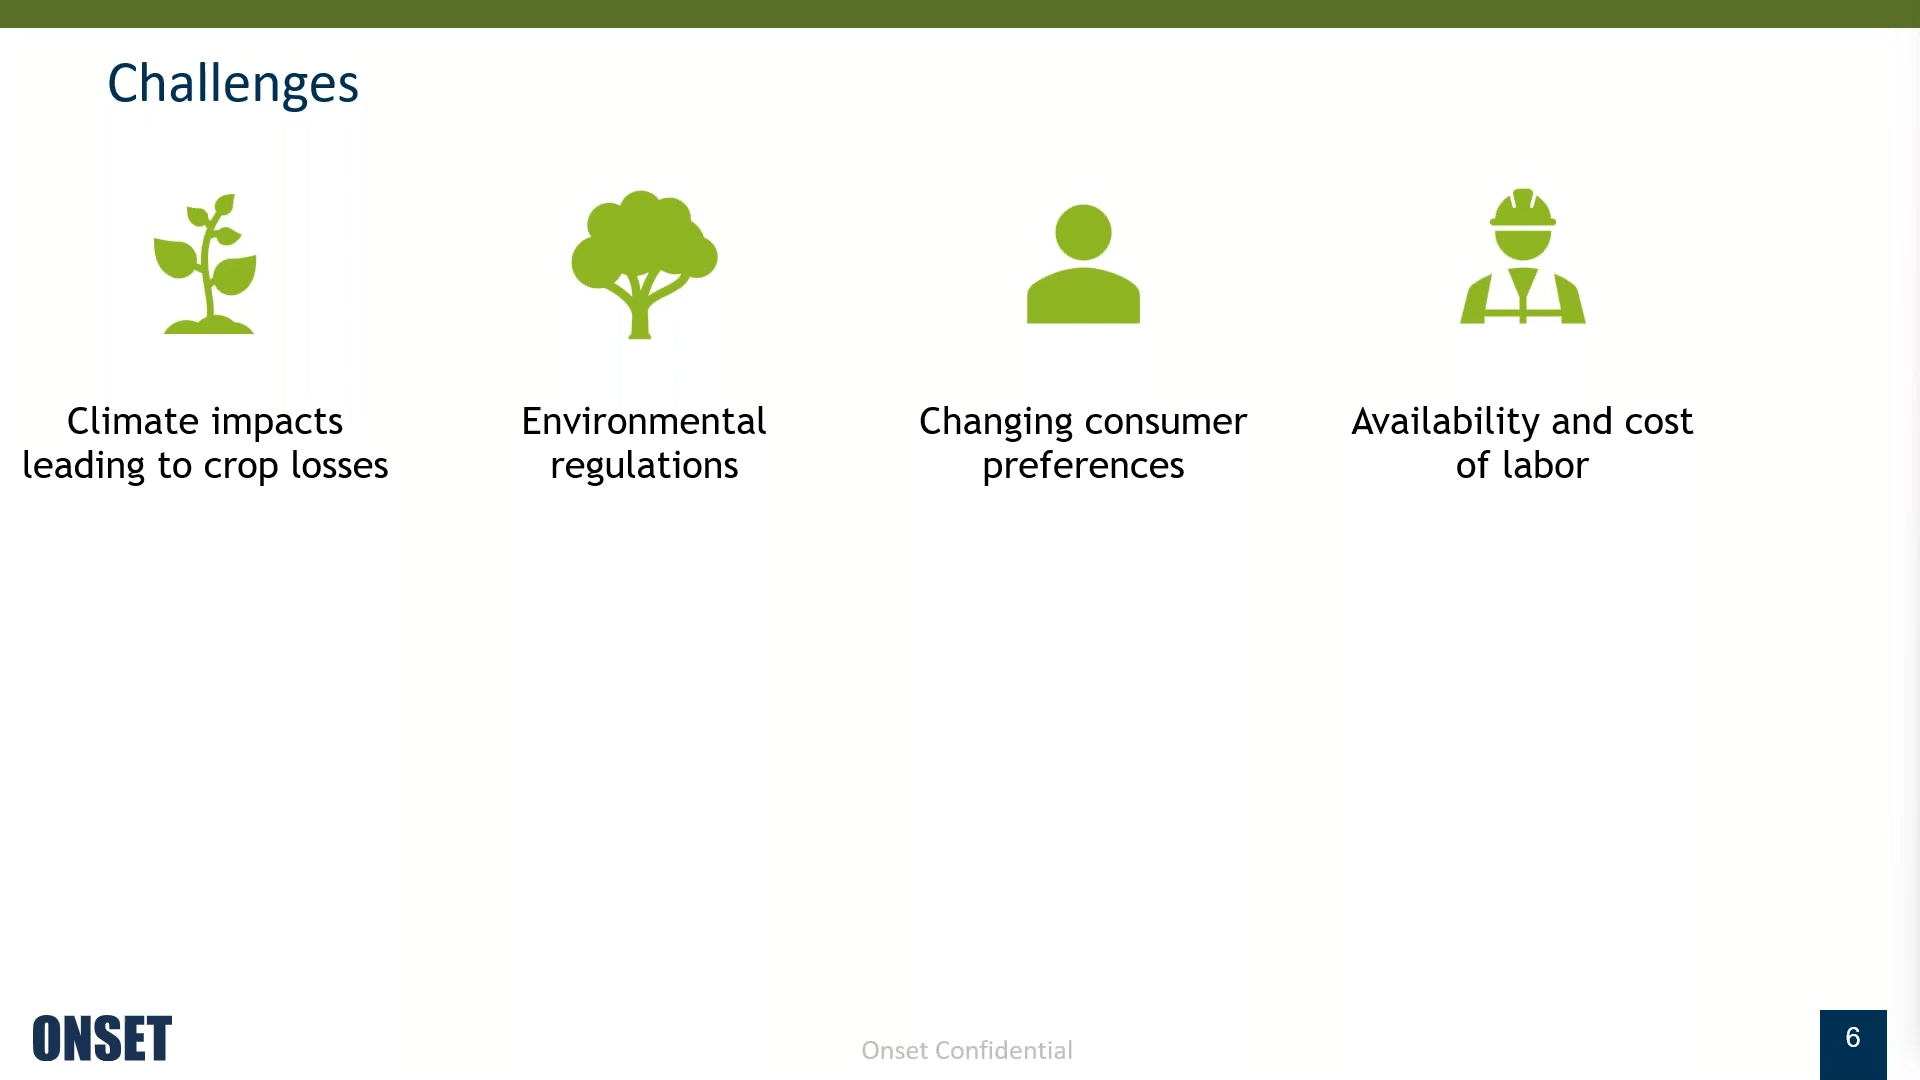 Challenges
Climate impacts
leading to crop losses
Environmental
regulations
Changing consumer
preferences
Availability and cost
of labor
ONSET
Onset Confidential
6